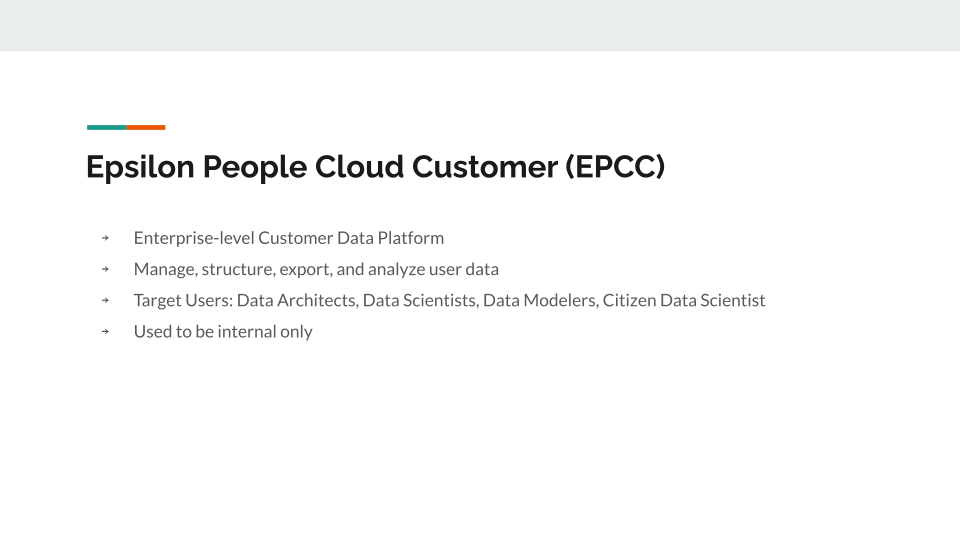 Epsilon People Cloud Customer (EPCC)
→ Enterprise-level Customer Data Platform
→ Manage, structure, export, and analyze user data
→ Target Users: Data Architects, Data Scientists, Data Modelers, Citizen Data Scientist
→ Used to be internal only